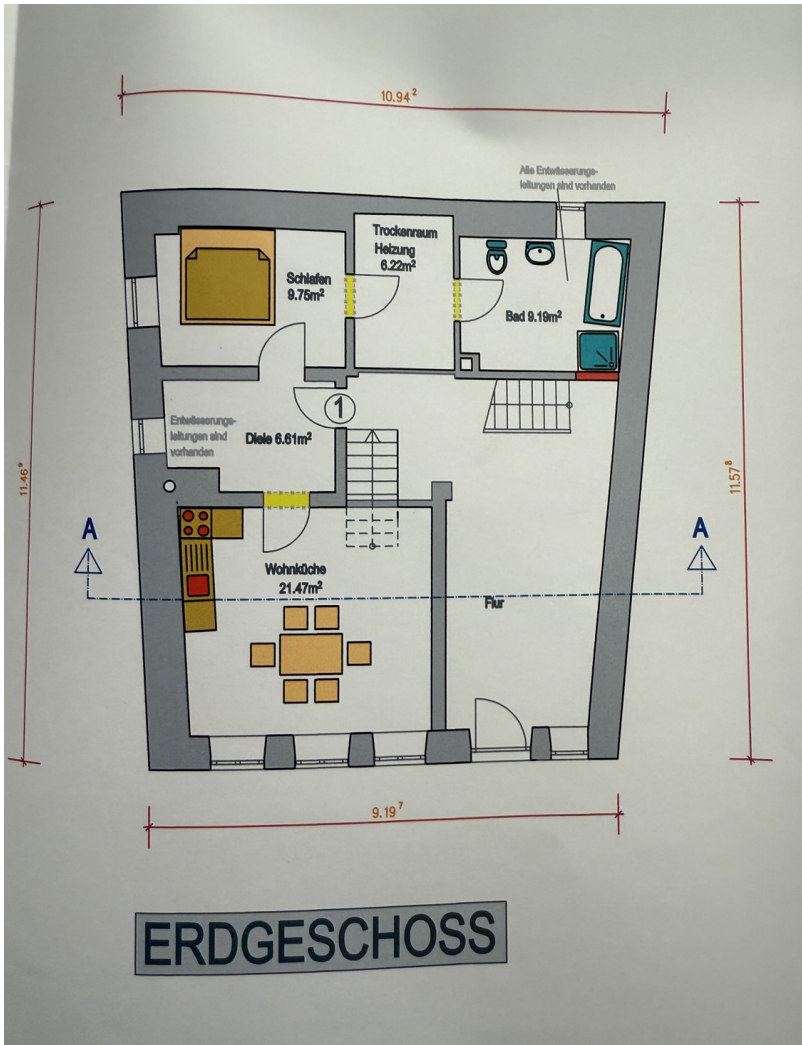 10.94²
Alle Entwässerungs-
leitungen sind vorhanden
Trockenraum
Heizung
6.22m²
Schlafen
9.75m²
Bad 9.19m²
1
Entwässerungs-
leitungen sind
vorhanden
Diele 6.61m²
11.46⁹
11.57⁸
A
A
Wohnküche
21.47m²
Flur
9.19⁷
ERDGESCHOSS